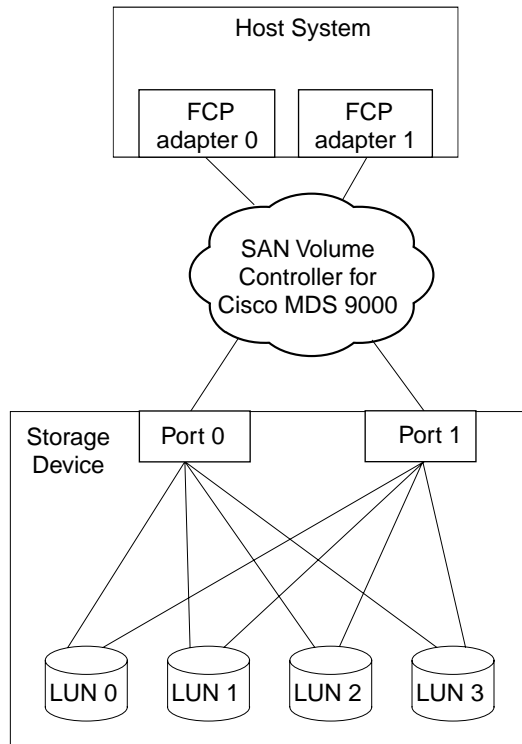 Host System
FCP
adapter 0
FCP
adapter 1
SAN Volume
Controller for
Cisco MDS 9000
Storage
Device
Port 0
Port 1
LUN 0
LUN 1
LUN 2
LUN 3